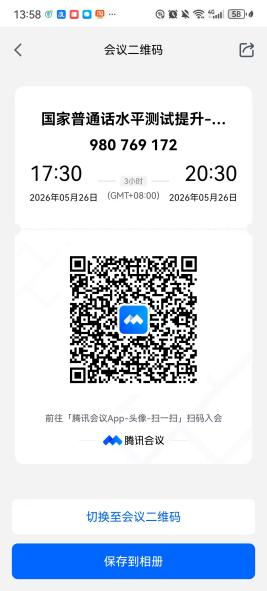 13:58
会议二维码
国家普通话水平测试提升-...
980 769 172
17:30
3小时
20:30
2026年05月26日
(GMT+08:00)
2026年05月26日
前往「腾讯会议App-头像-扫一扫」扫码入会
腾讯会议
切换至会议二维码
保存到相册